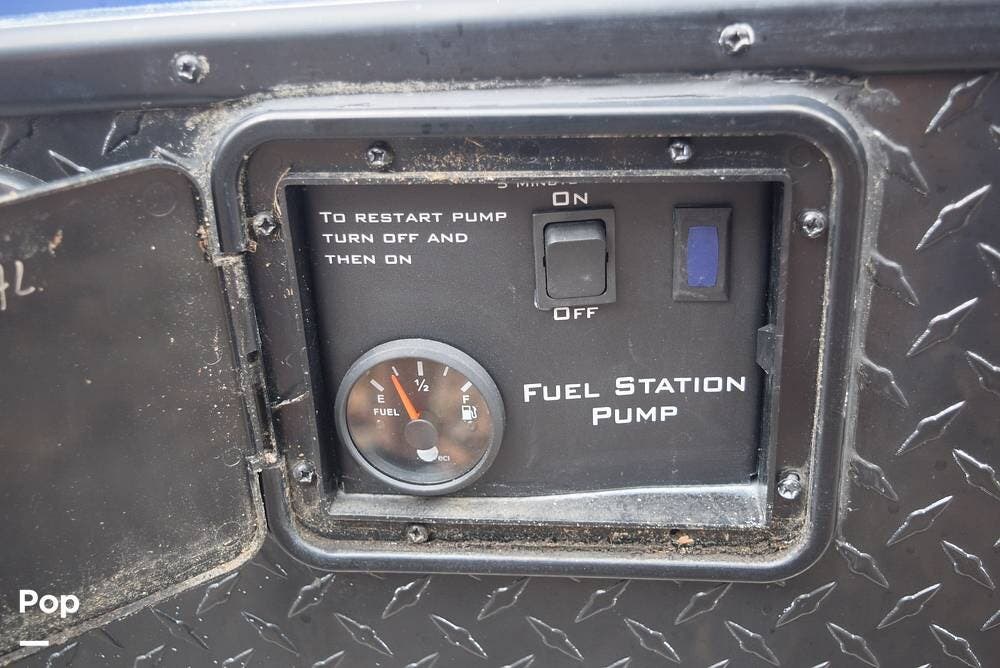 ON
TO RESTART PUMP
TURN OFF AND
THEN ON
OFF
1/2
E
F
FUEL
FUEL STATION
PUMP
Pop